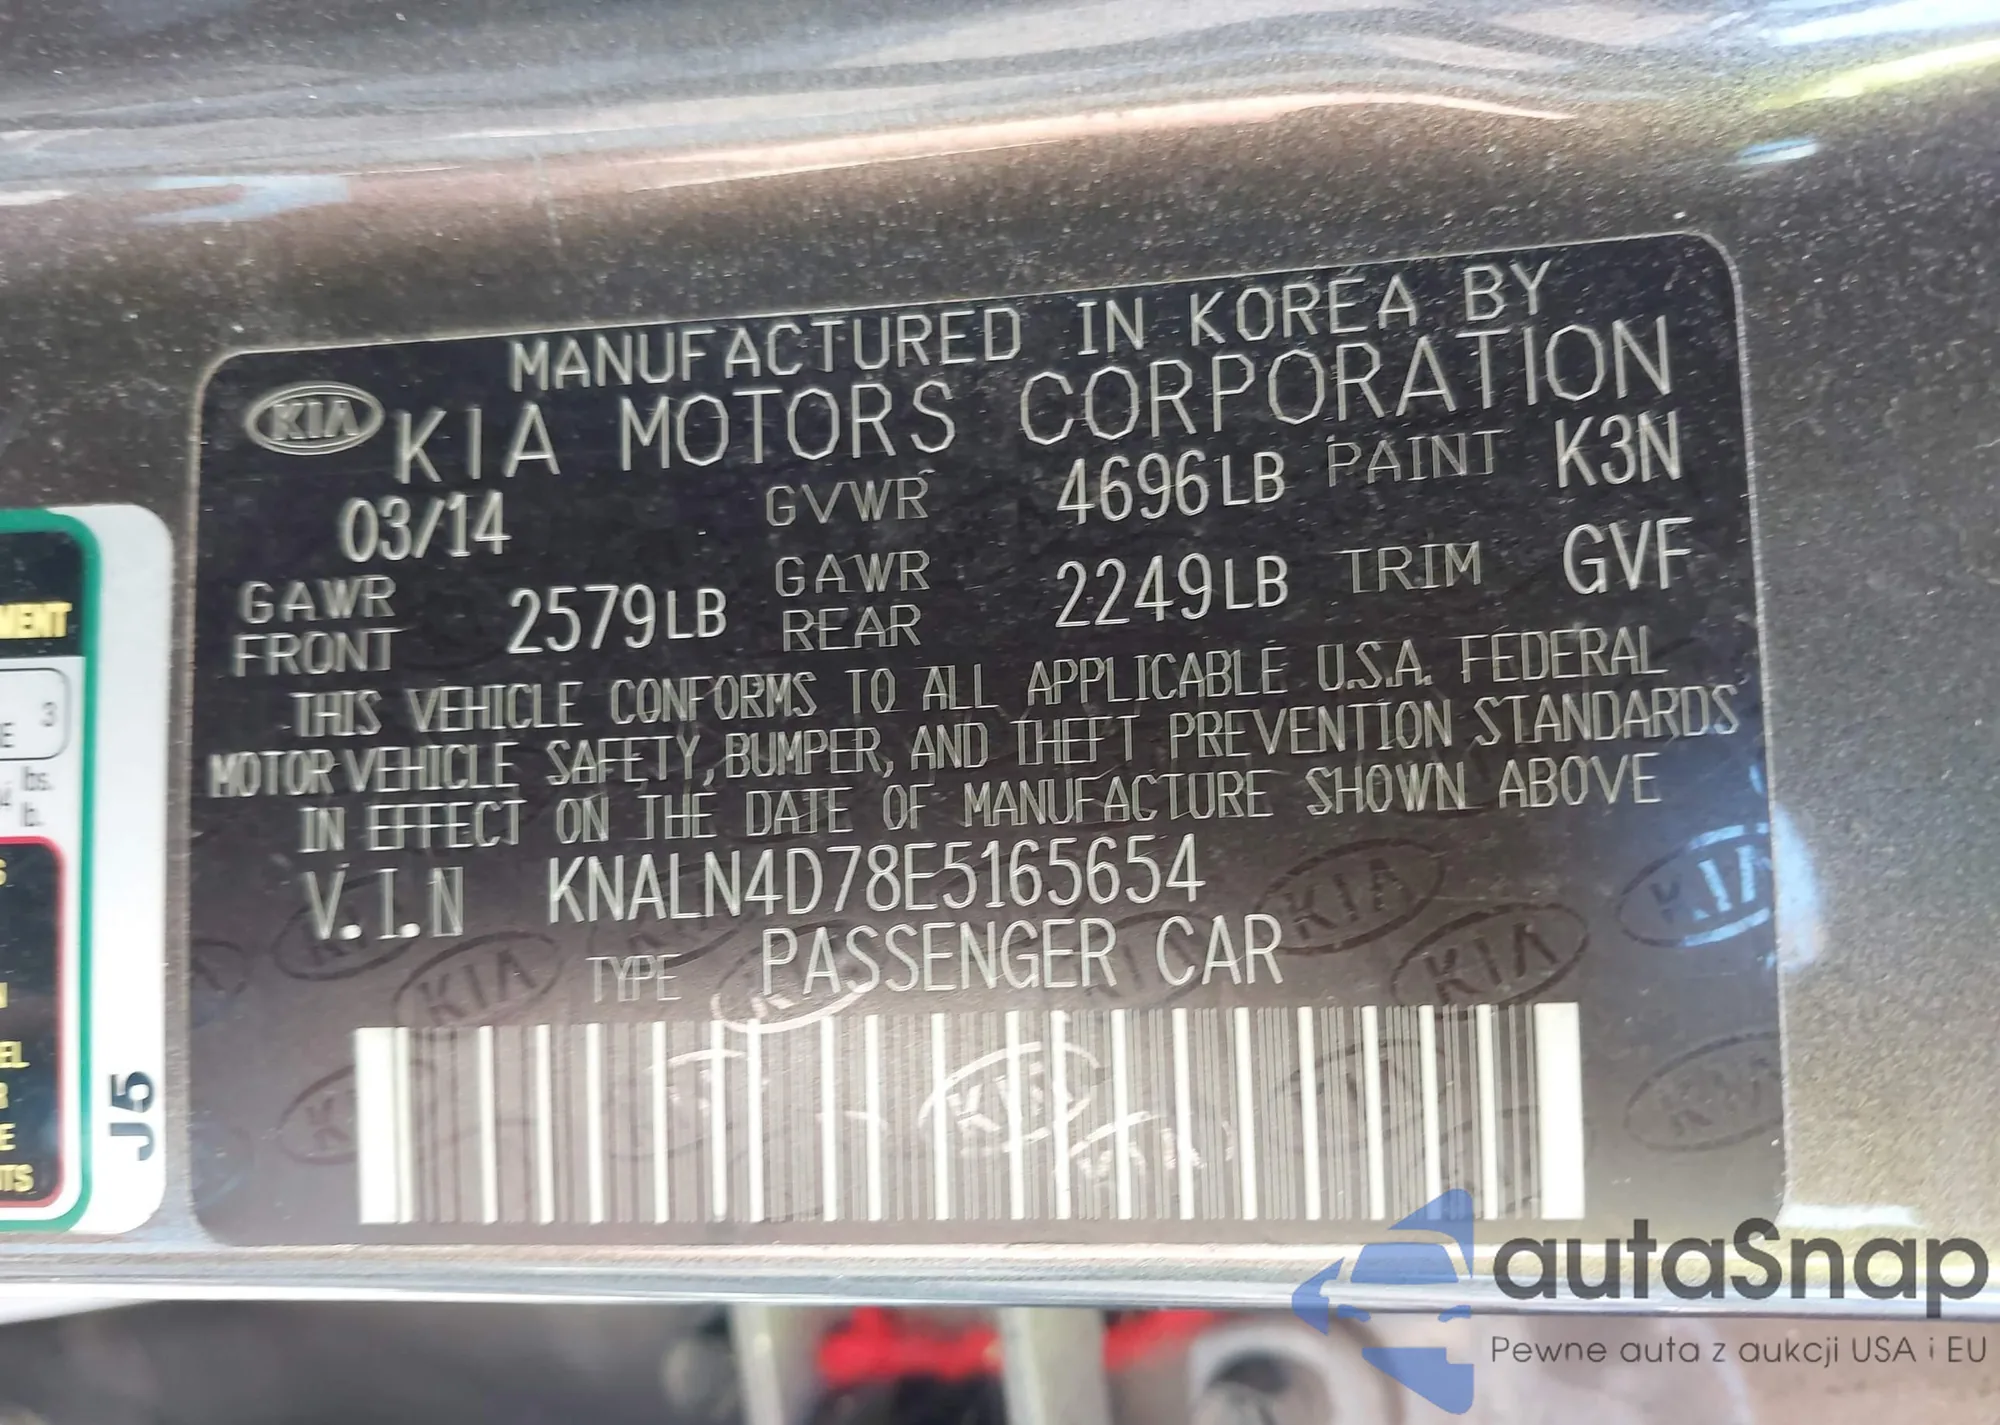 MANUFACTURED IN KOREA BY
KIA KIA MOTORS CORPORATION
03/14 GVWR 4696LB PAINT K3N
GAWR FRONT 2579LB GAWR REAR 2249LB TRIM GVF
THIS VEHICLE CONFORMS TO ALL APPLICABLE U.S.A. FEDERAL
MOTOR VEHICLE SAFETY, BUMPER, AND THEFT PREVENTION STANDARDS
IN EFFECT ON THE DATE OF MANUFACTURE SHOWN ABOVE
V.I.N KNALN4D78E5165654
TYPE PASSENGER CAR
3
J5
autaSnap
Pewne auta z aukcji USA i EU